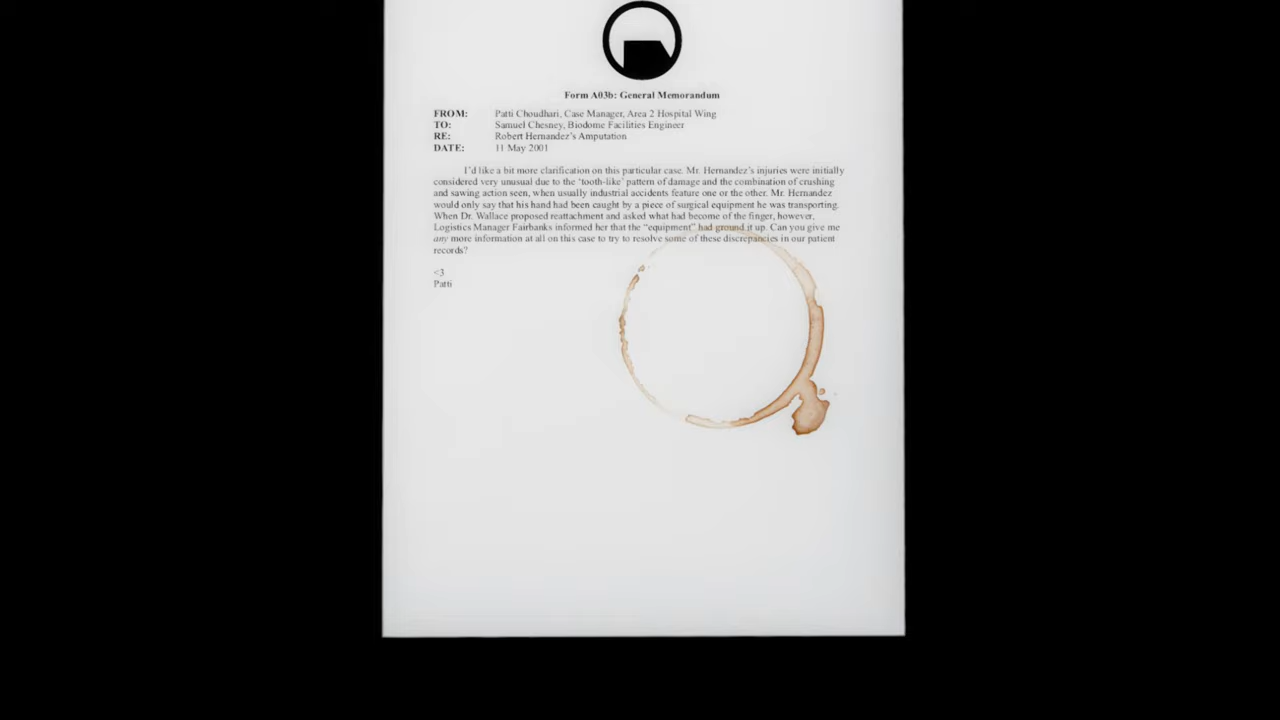 Form A03b: General Memorandum
FROM: Patti Choudhari, Case Manager, Area 2 Hospital Wing
TO: Samuel Chesney, Biodome Facilities Engineer
RE: Robert Hernandez's Amputation
DATE: 11 May 2001
I'd like a bit more clarification on this particular case. Mr. Hernandez's injuries were initially
considered very unusual due to the 'tooth-like' pattern of damage and the combination of crushing
and sawing action seen, when usually industrial accidents feature one or the other. Mr. Hernandez
would only say that his hand had been caught by a piece of surgical equipment he was transporting.
When Dr. Wallace proposed reattachment and asked what had become of the finger, however,
Logistics Manager Fairbanks informed her that the "equipment" had ground it up. Can you give me
any more information at all on this case to try to resolve some of these discrepancies in our patient
records?
<3
Patti